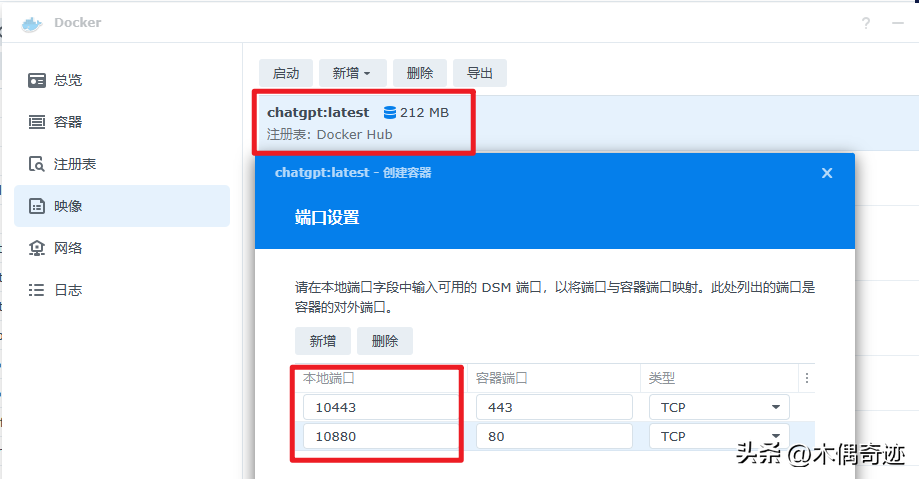 Docker
总览
容器
注册表
映像
网络
日志
启动 新增 删除 导出
chatgpt:latest 212 MB
注册表: Docker Hub
chatgpt:latest - 创建容器
端口设置
请在本地端口字段中输入可用的 DSM 端口，以将端口与容器端口映射。此处列出的端口是
容器的对外端口。
新增 删除
本地端口 容器端口 类型
10443 443 TCP
10880 80 TCP
头条 @木偶奇迹